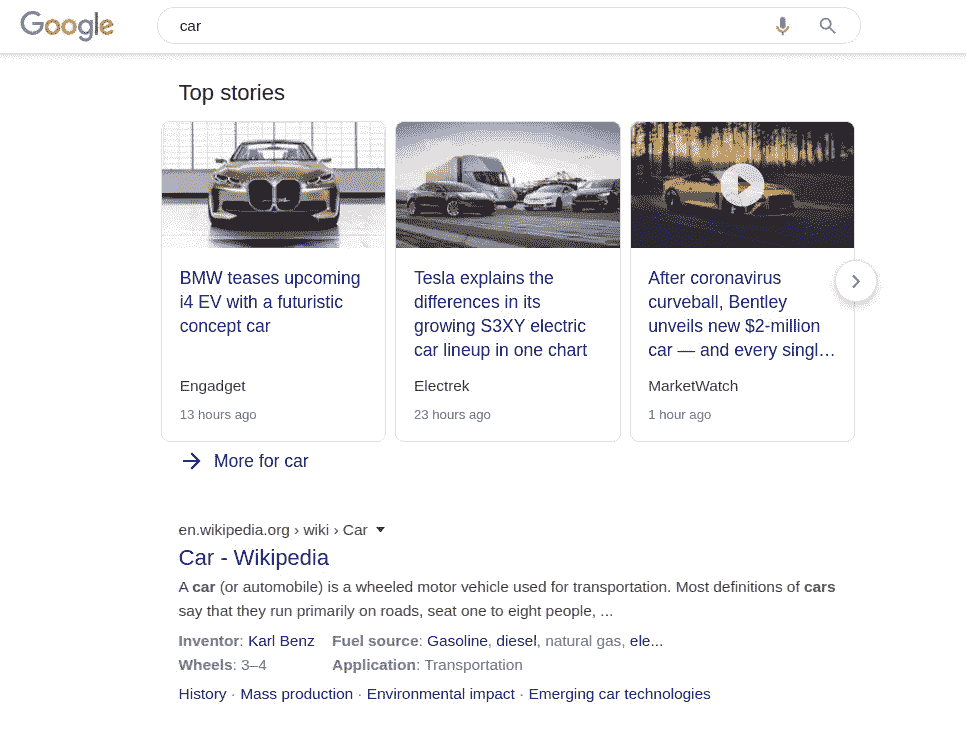 Google
car
Top stories
BMW teases upcoming
i4 EV with a futuristic
concept car
Engadget
13 hours ago
Tesla explains the
differences in its
growing S3XY electric
car lineup in one chart
Electrek
23 hours ago
After coronavirus
curveball, Bentley
unveils new $2-million
car — and every singl…
MarketWatch
1 hour ago
More for car
en.wikipedia.org › wiki › Car
Car - Wikipedia
A car (or automobile) is a wheeled motor vehicle used for transportation. Most definitions of cars
say that they run primarily on roads, seat one to eight people, ...
Inventor: Karl Benz Fuel source: Gasoline, diesel, natural gas, ele...
Wheels: 3–4 Application: Transportation
History · Mass production · Environmental impact · Emerging car technologies